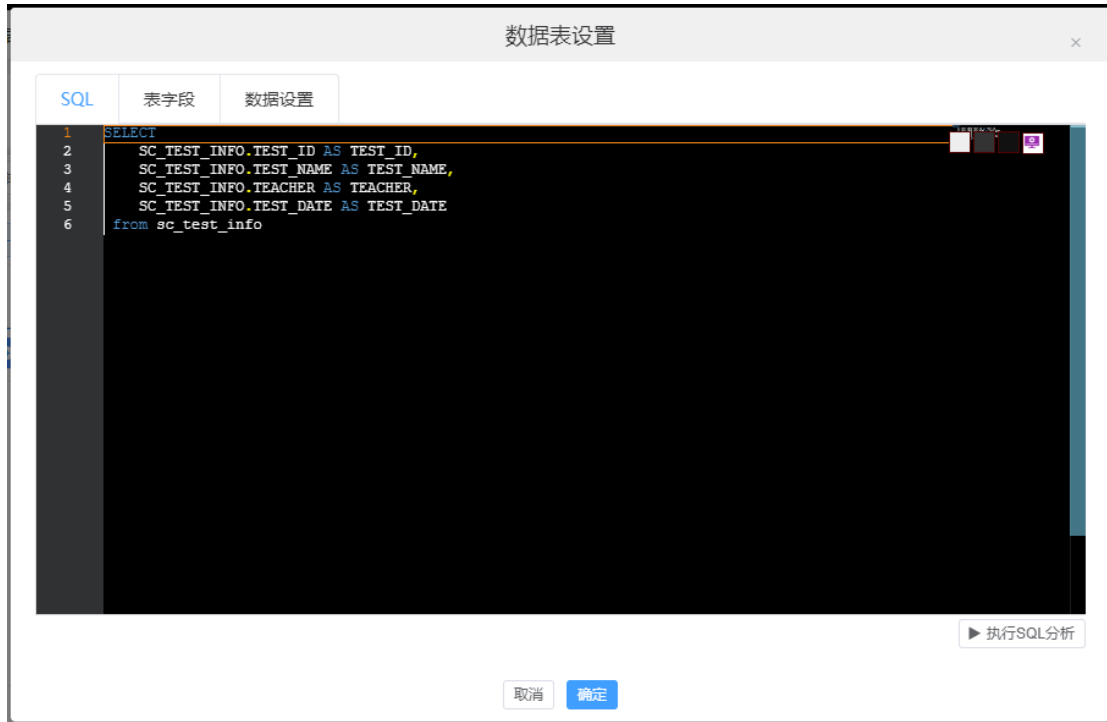 数据表设置
×
SQL 表字段 数据设置
1 SELECT
2 SC_TEST_INFO.TEST_ID AS TEST_ID,
3 SC_TEST_INFO.TEST_NAME AS TEST_NAME,
4 SC_TEST_INFO.TEACHER AS TEACHER,
5 SC_TEST_INFO.TEST_DATE AS TEST_DATE
6 from sc_test_info
▶ 执行SQL分析
取消 确定